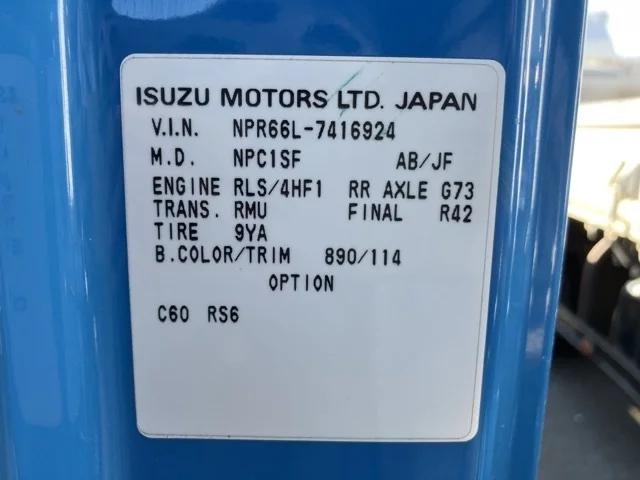 ISUZU MOTORS LTD. JAPAN
V.I.N. NPR66L-7416924
M.D. NPC1SF AB/JF
ENGINE RLS/4HF1 RR AXLE G73
TRANS. RMU FINAL R42
TIRE 9YA
B.COLOR/TRIM 890/114
OPTION
C60 RS6